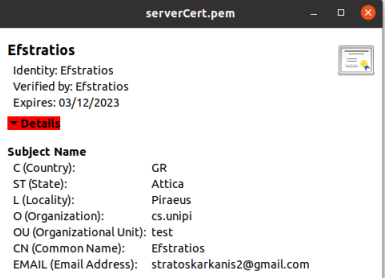 serverCert.pem
Efstratios
Identity: Efstratios
Verified by: Efstratios
Expires: 03/12/2023
Details
Subject Name
C (Country): GR
ST (State): Attica
L (Locality): Piraeus
O (Organization): cs.unipi
OU (Organizational Unit): test
CN (Common Name): Efstratios
EMAIL (Email Address): stratoskarkanis2@gmail.com